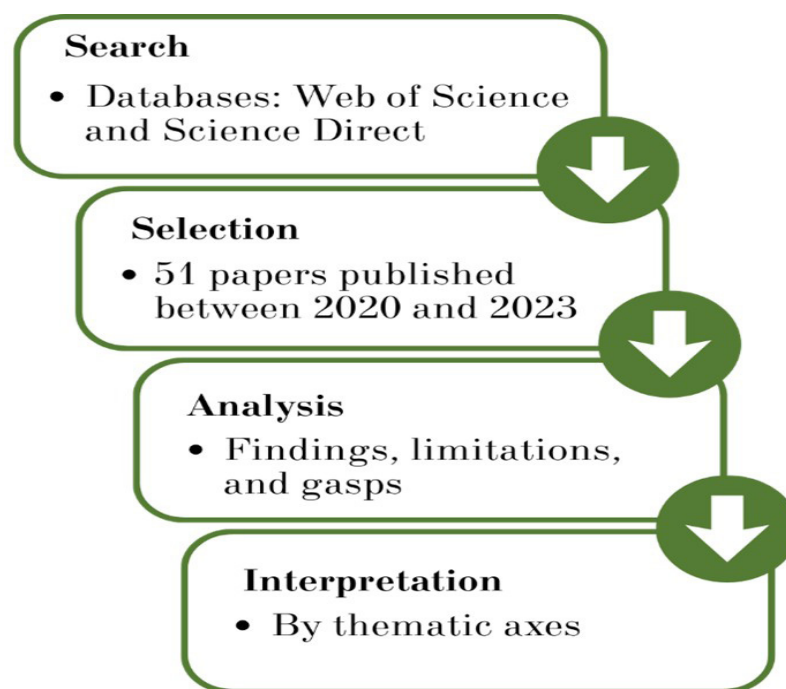 Search
• Databases: Web of Science
and Science Direct
Selection
• 51 papers published
between 2020 and 2023
Analysis
• Findings, limitations,
and gasps
Interpretation
• By thematic axes